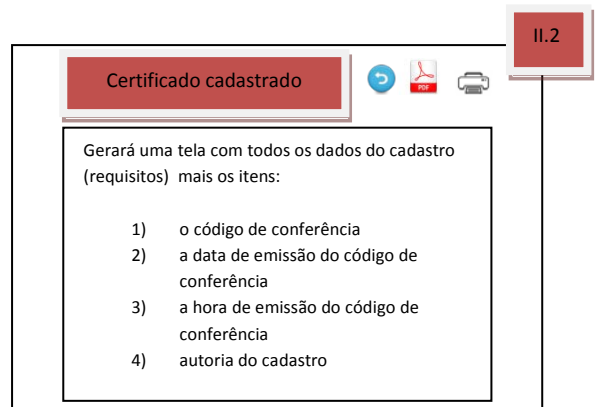 II.2
Certificado cadastrado
PDF
Gerará uma tela com todos os dados do cadastro
(requisitos) mais os itens:
1) o código de conferência
2) a data de emissão do código de
conferência
3) a hora de emissão do código de
conferência
4) autoria do cadastro